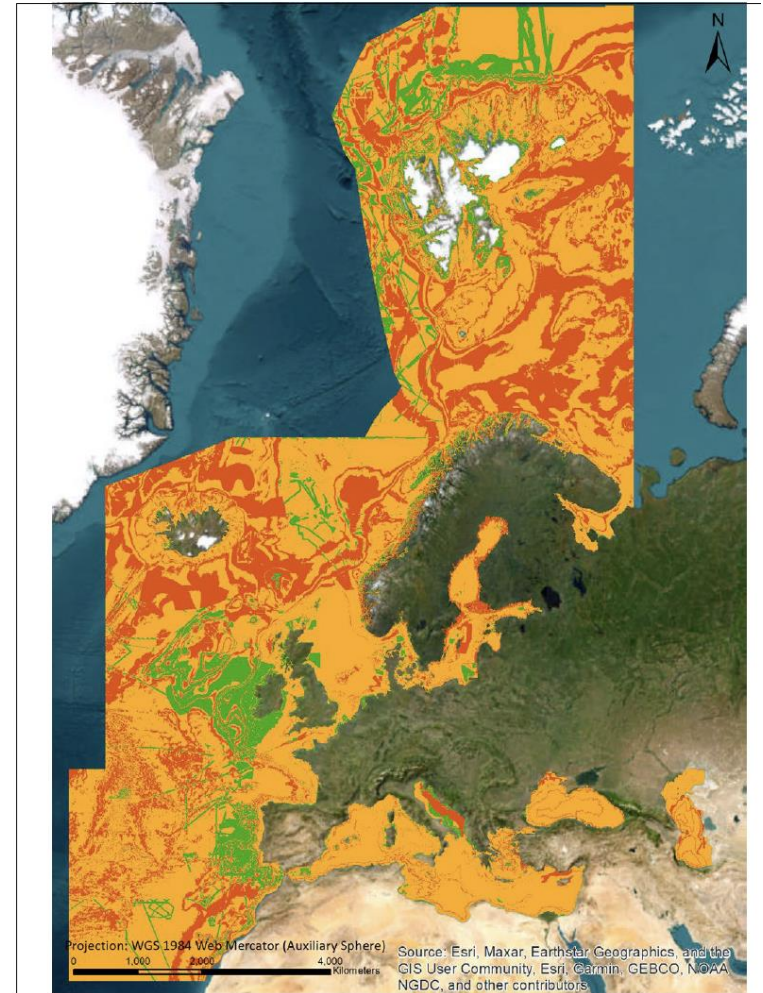 N
Projection: WGS 1984 Web Mercator (Auxiliary Sphere)
0 1,000 2,000 4,000
Kilometers
Source: Esri, Maxar, Earthstar Geographics, and the
GIS User Community, Esri, Garmin, GEBCO, NOAA
NGDC, and other contributors